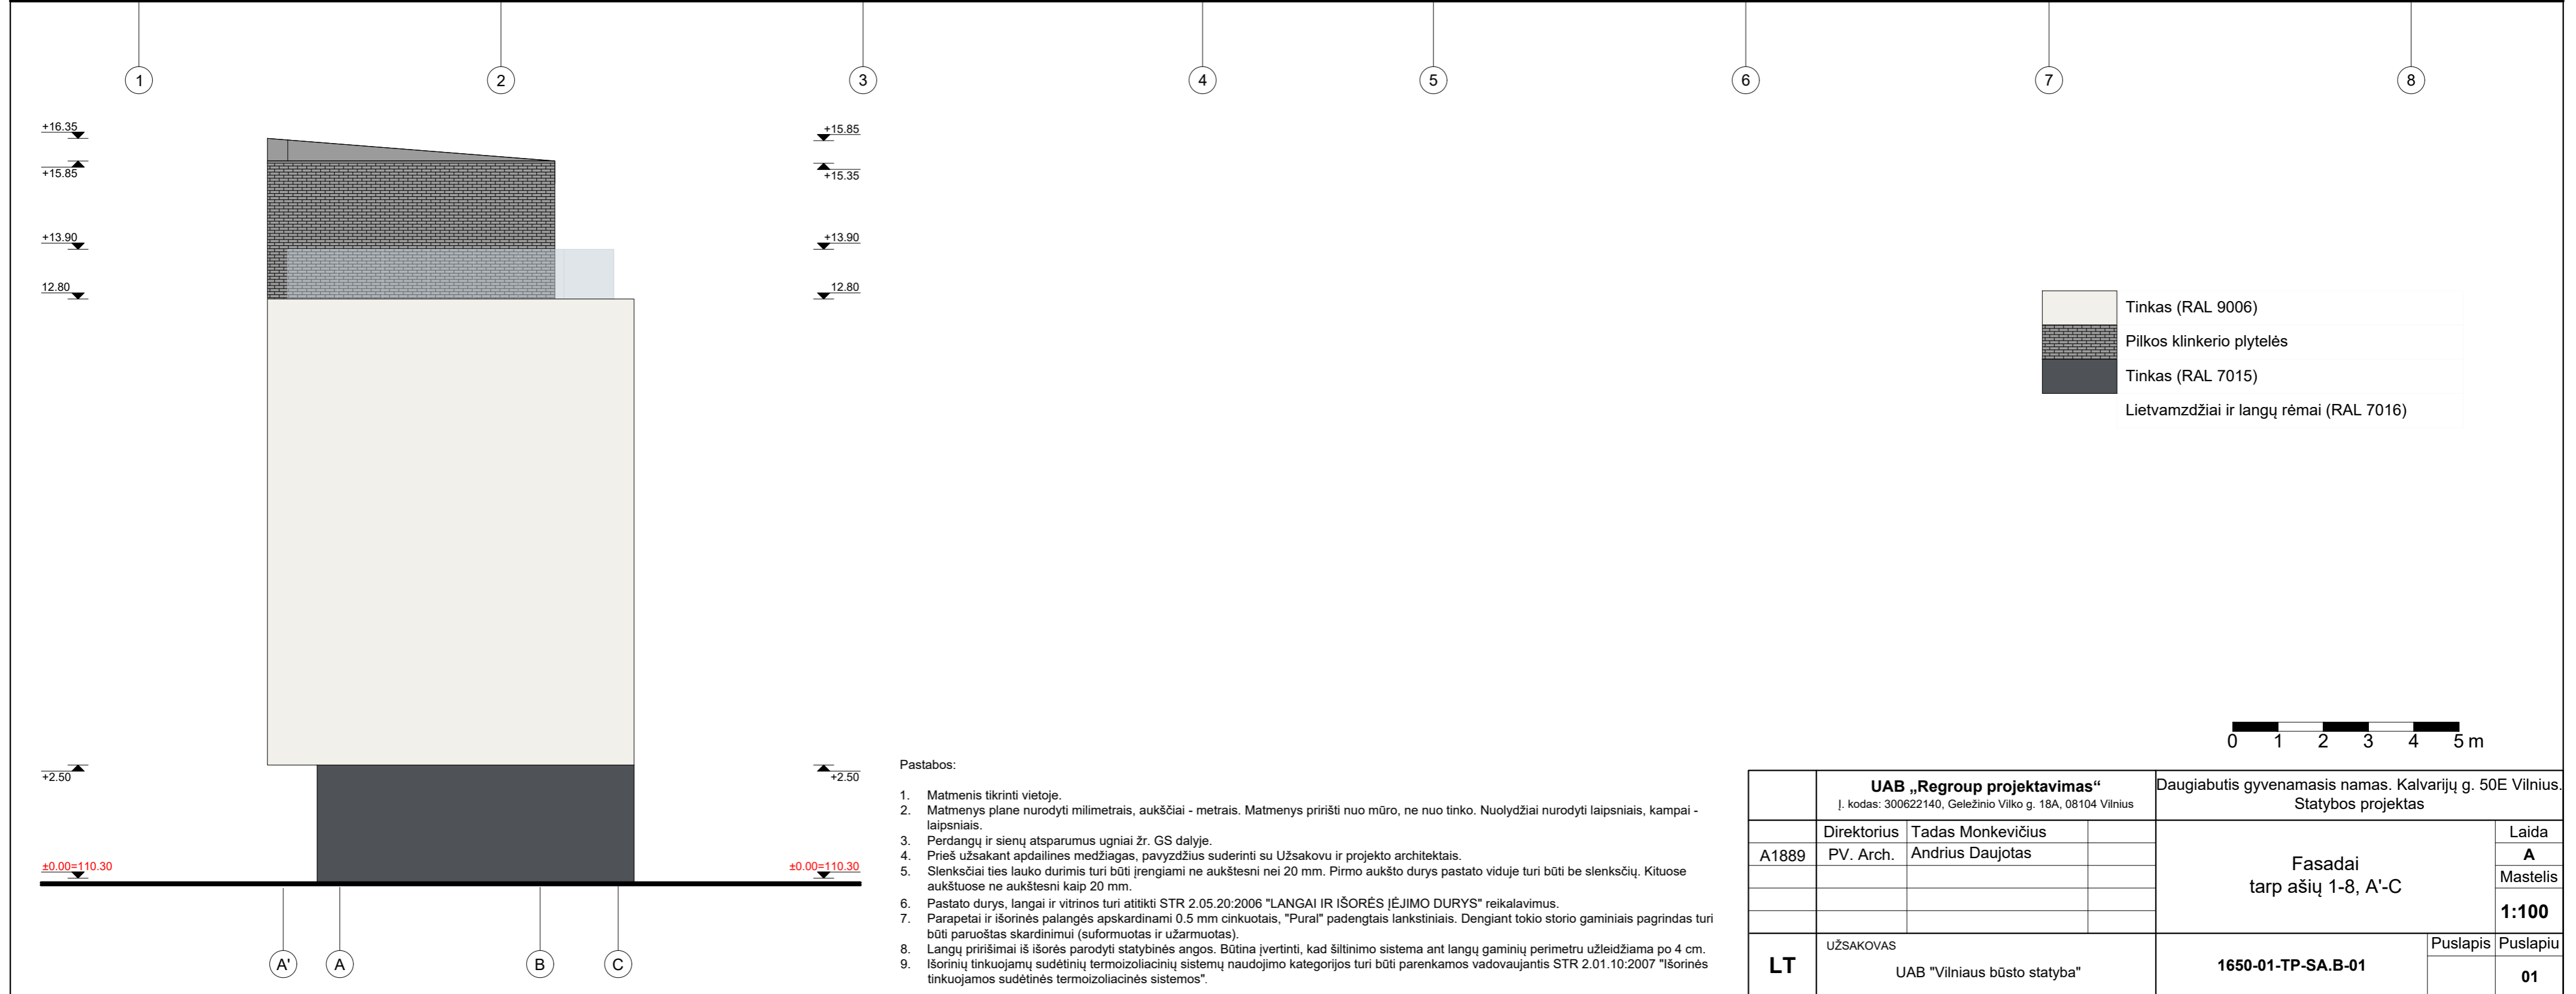 1 2 3 4 5 6 7 8
+16.35
+15.85
+13.90
12.80
+2.50
±0.00=110.30
+15.85
+15.35
+13.90
12.80
+2.50
±0.00=110.30
A' A B C
Tinkas (RAL 9006)
Pilkos klinkerio plytelės
Tinkas (RAL 7015)
Lietvamzdžiai ir langų rėmai (RAL 7016)
0 1 2 3 4 5 m
Pastabos:
1. Matmenis tikrinti vietoje.
2. Matmenys plane nurodyti milimetrais, aukščiai - metrais. Matmenys pririšti nuo mūro, ne nuo tinko. Nuolydžiai nurodyti laipsniais, kampai -
laipsniais.
3. Perdangų ir sienų atsparumus ugniai žr. GS dalyje.
4. Prieš užsakant apdailines medžiagas, pavyzdžius suderinti su Užsakovu ir projekto architektais.
5. Slenksčiai ties lauko durimis turi būti įrengiami ne aukštesni nei 20 mm. Pirmo aukšto durys pastato viduje turi būti be slenksčių. Kituose
aukštuose ne aukštesni kaip 20 mm.
6. Pastato durys, langai ir vitrinos turi atitikti STR 2.05.20:2006 "LANGAI IR IŠORĖS ĮĖJIMO DURYS" reikalavimus.
7. Parapetai ir išorinės palangės apskardinami 0.5 mm cinkuotais, "Pural" padengtais lankstiniais. Dengiant tokio storio gaminiais pagrindas turi
būti paruoštas skardinimui (suformuotas ir užarmuotas).
8. Langų pririšimai iš išorės parodyti statybinės angos. Būtina įvertinti, kad šiltinimo sistema ant langų gaminių perimetru užleidžiama po 4 cm.
9. Išorinių tinkuojamų sudėtinių termoizoliacinių sistemų naudojimo kategorijos turi būti parenkamos vadovaujantis STR 2.01.10:2007 "Išorinės
tinkuojamos sudėtinės termoizoliacinės sistemos".
UAB „Regroup projektavimas“
Į. kodas: 300622140, Geležinio Vilko g. 18A, 08104 Vilnius
Daugiabutis gyvenamasis namas. Kalvarijų g. 50E Vilnius.
Statybos projektas
Direktorius Tadas Monkevičius
A1889 PV. Arch. Andrius Daujotas
Fasadai
tarp ašių 1-8, A'-C
Laida
A
Mastelis
1:100
LT
UŽSAKOVAS
UAB "Vilniaus būsto statyba"
1650-01-TP-SA.B-01
Puslapis Puslapiu
01